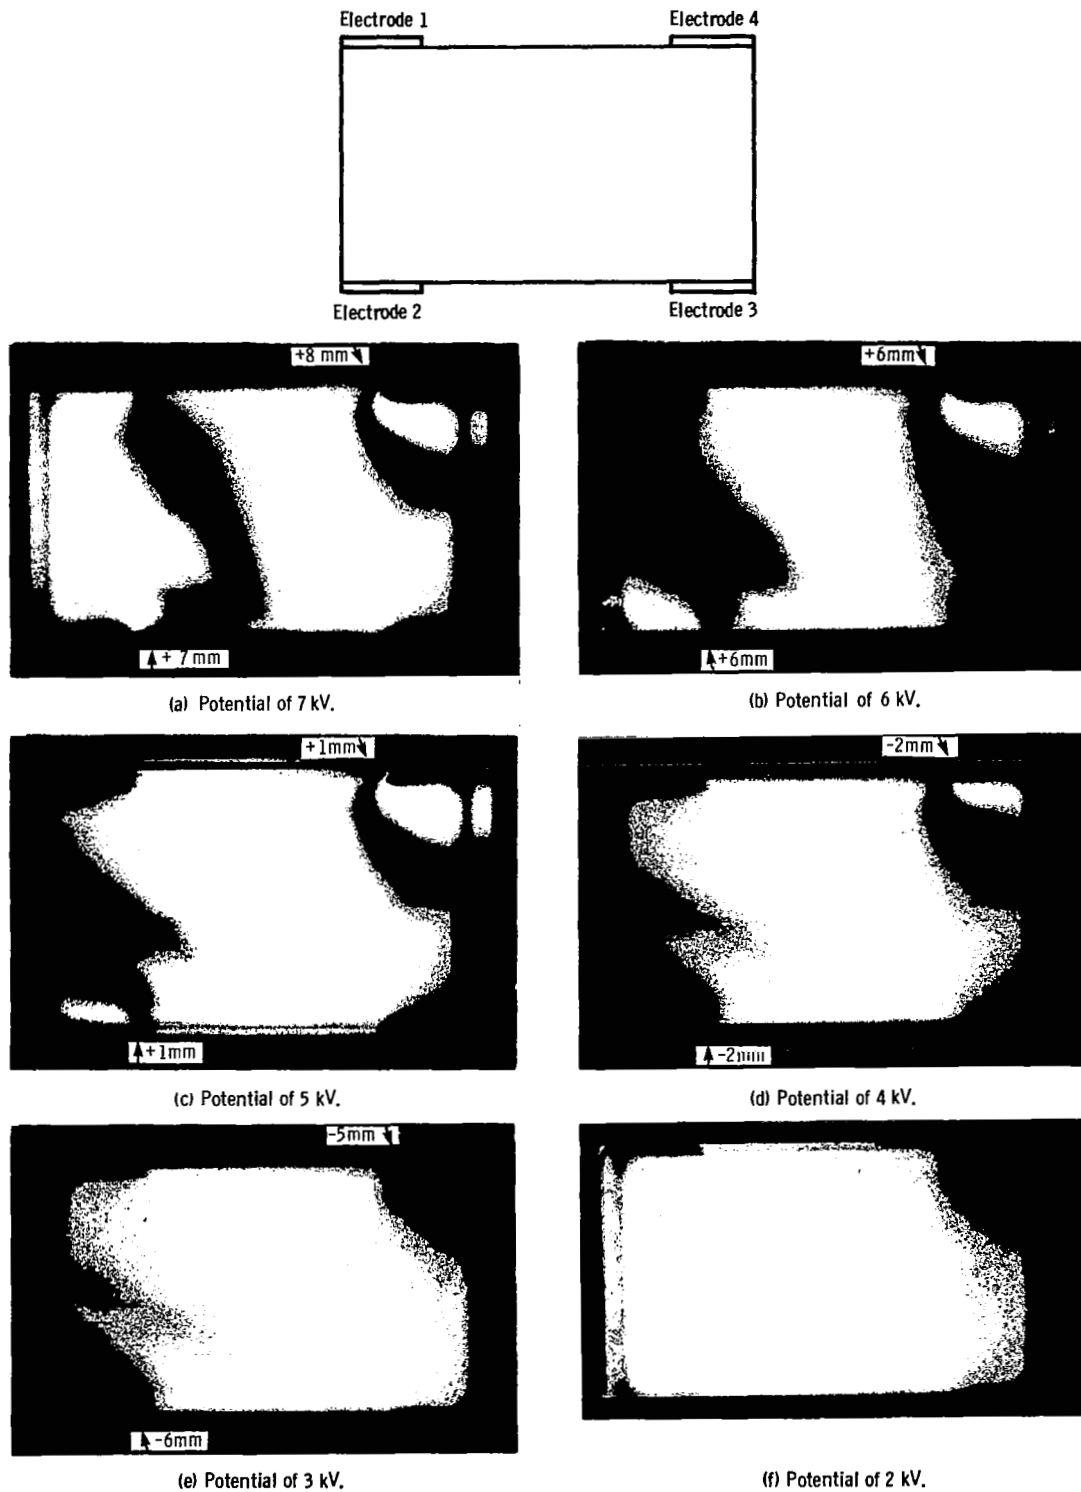 Electrode 1
Electrode 4
Electrode 2
Electrode 3
+8 mm
+6mm
+ 7 mm
+6mm
(a) Potential of 7 kV.
(b) Potential of 6 kV.
+1mm
-2mm
+1mm
-2mm
(c) Potential of 5 kV.
(d) Potential of 4 kV.
-5mm
-6mm
(e) Potential of 3 kV.
(f) Potential of 2 kV.